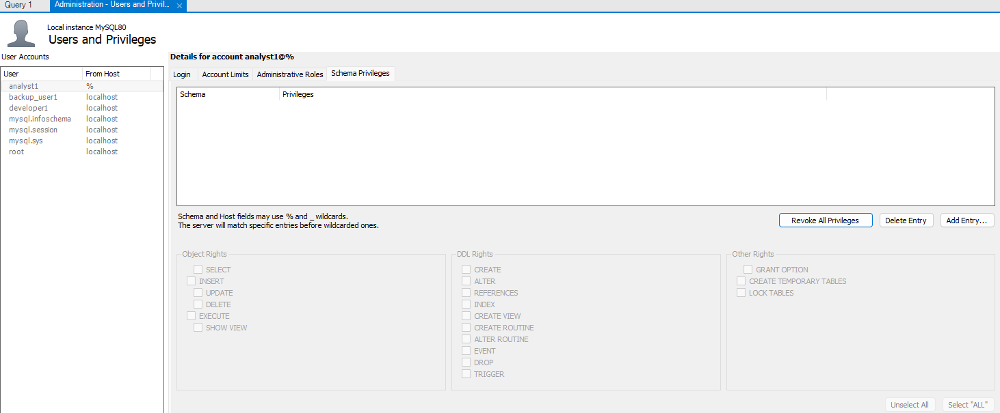 Query 1
Administration - Users and Privil...
Local instance MySQL80
Users and Privileges
User Accounts
User From Host
analyst1 %
backup_user1 localhost
developer1 localhost
mysql.infoschema localhost
mysql.session localhost
mysql.sys localhost
root localhost
Details for account analyst1@%
Login Account Limits Administrative Roles Schema Privileges
Schema Privileges
Schema and Host fields may use % and _ wildcards.
The server will match specific entries before wildcarded ones.
Revoke All Privileges Delete Entry Add Entry...
Object Rights
SELECT
INSERT
UPDATE
DELETE
EXECUTE
SHOW VIEW
DDL Rights
CREATE
ALTER
REFERENCES
INDEX
CREATE VIEW
CREATE ROUTINE
ALTER ROUTINE
EVENT
DROP
TRIGGER
Other Rights
GRANT OPTION
CREATE TEMPORARY TABLES
LOCK TABLES
Unselect All Select "ALL"